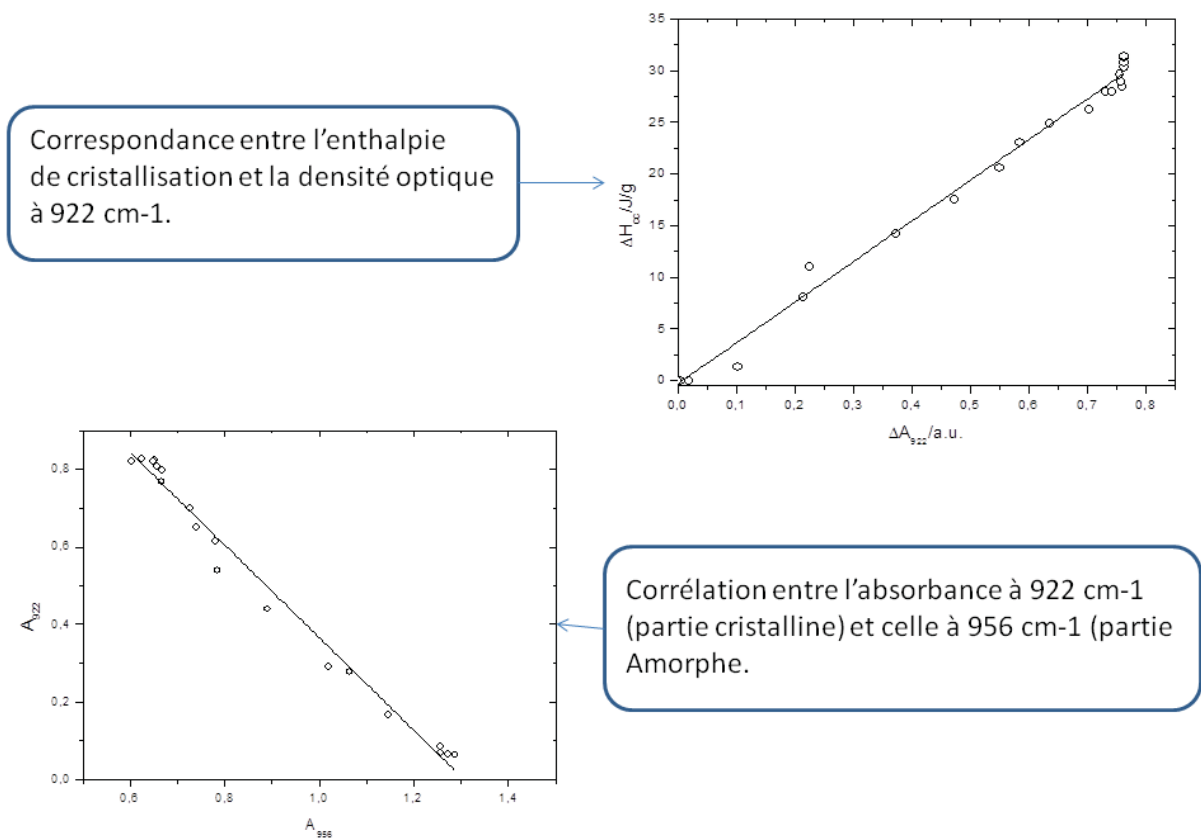 Correspondance entre l'enthalpie
de cristallisation et la densité optique
à 922 cm-1.
35
30
25
20
15
10
5
0
ΔH꜀꜀/J/g
0,0 0,1 0,2 0,3 0,4 0,5 0,6 0,7 0,8
ΔA₉₂₂/a.u.
0,8
0,6
0,4
0,2
0,0
A₉₂₂
0,6 0,8 1,0 1,2 1,4
A₉₅₆
Corrélation entre l'absorbance à 922 cm-1
(partie cristalline) et celle à 956 cm-1 (partie
Amorphe.